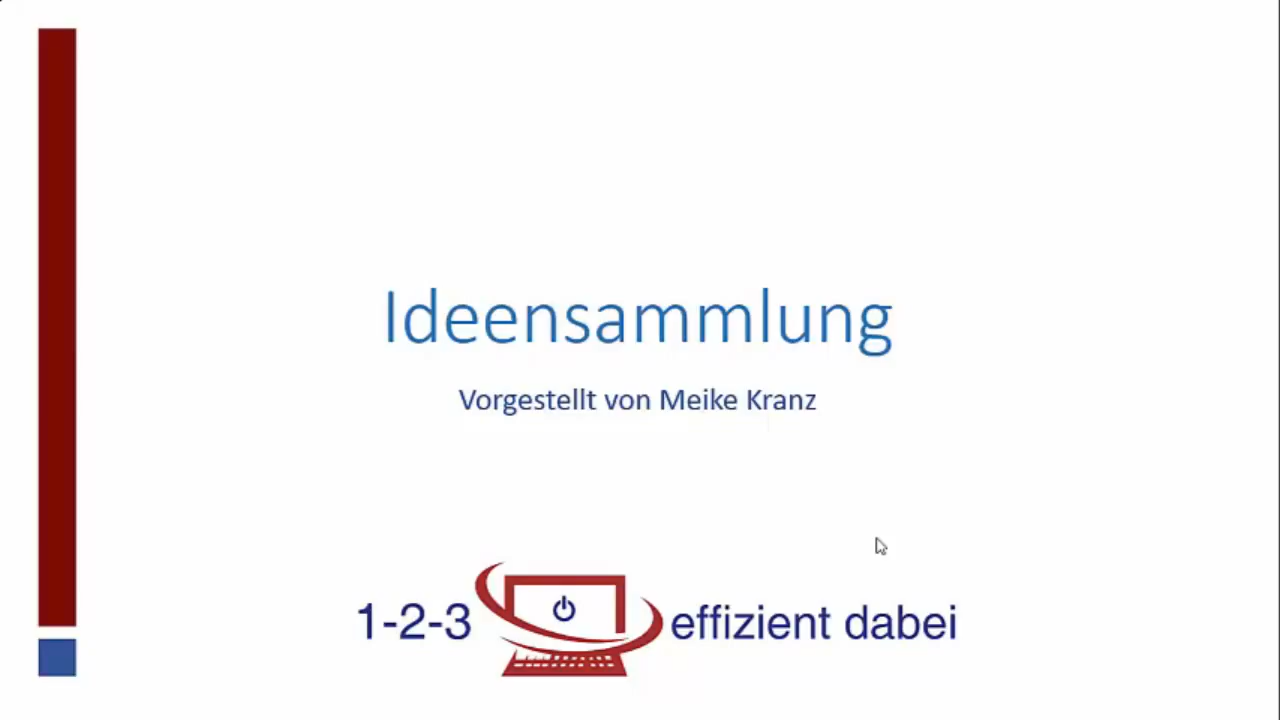 Ideensammlung
Vorgestellt von Meike Kranz
1-2-3 effizient dabei